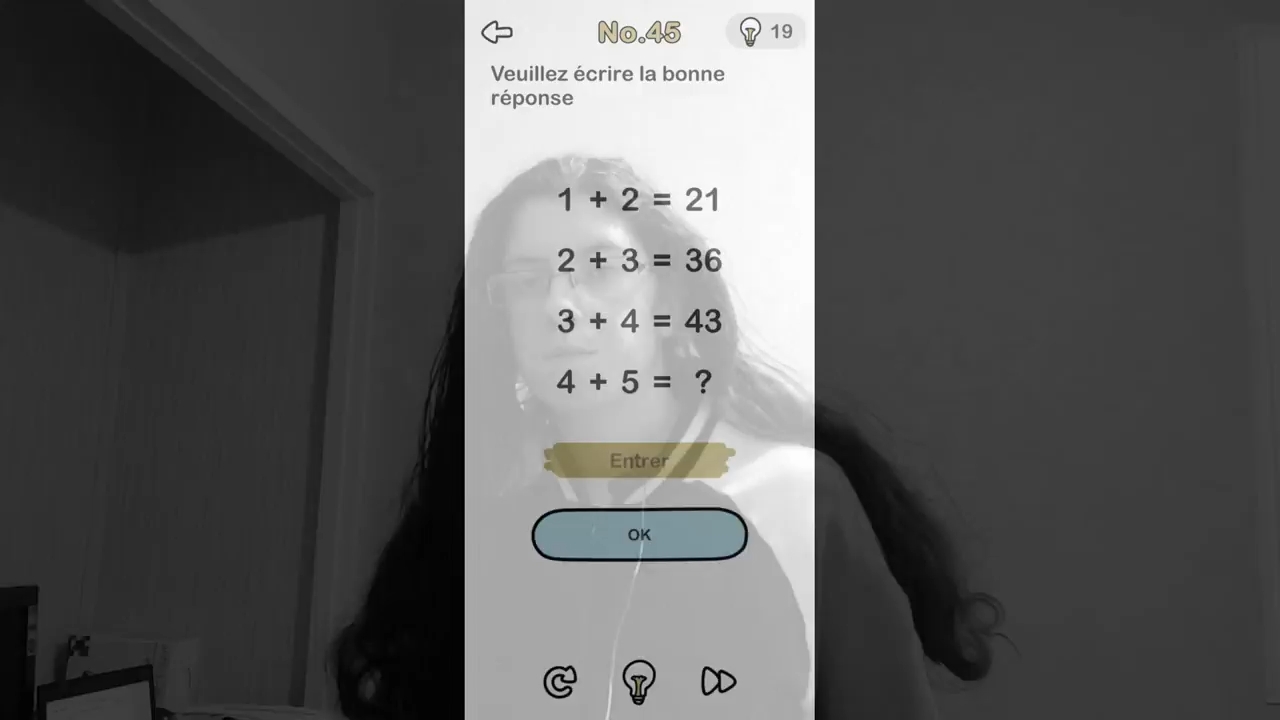 No.45
19
Veuillez écrire la bonne
réponse
1 + 2 = 21
2 + 3 = 36
3 + 4 = 43
4 + 5 = ?
Entrer
OK